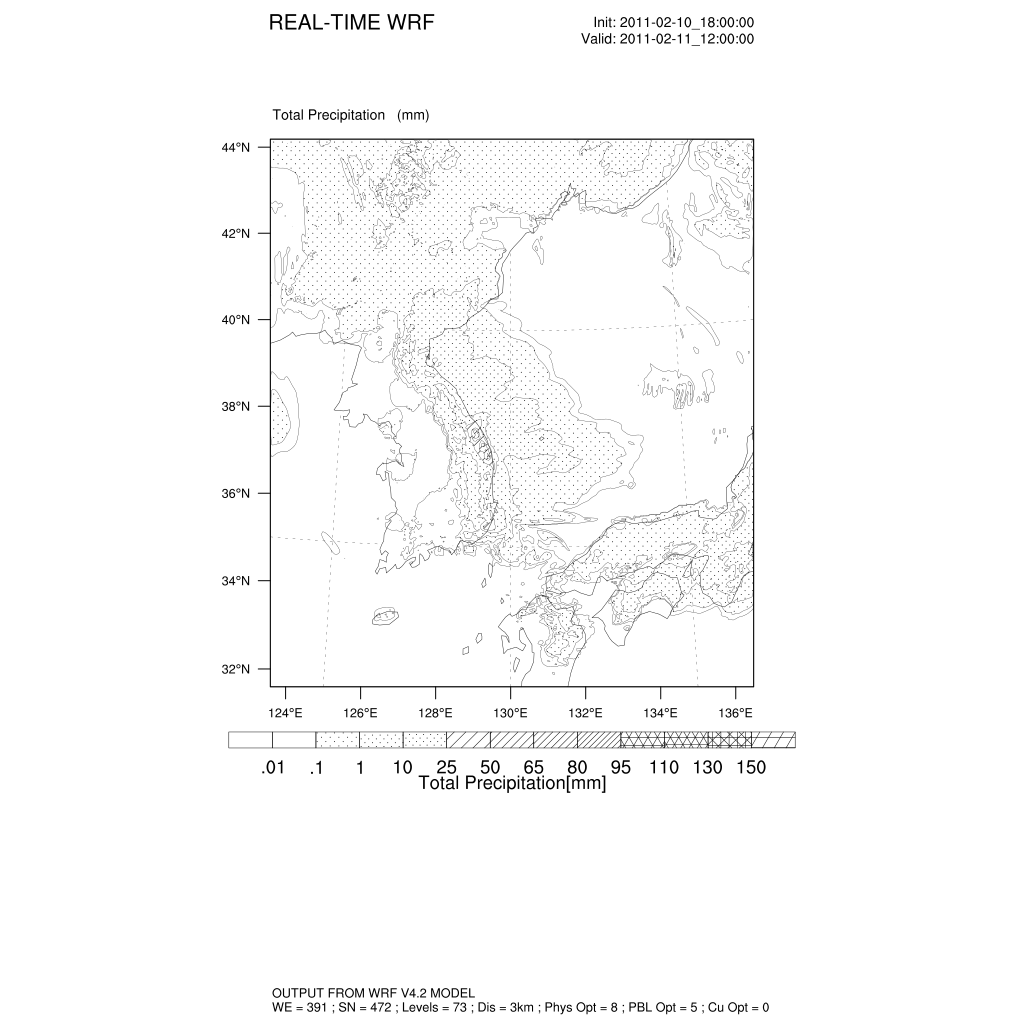 REAL-TIME WRF
Init: 2011-02-10_18:00:00
Valid: 2011-02-11_12:00:00
Total Precipitation (mm)
44°N
42°N
40°N
38°N
36°N
34°N
32°N
124°E 126°E 128°E 130°E 132°E 134°E 136°E
.01 .1 1 10 25 50 65 80 95 110 130 150
Total Precipitation[mm]
OUTPUT FROM WRF V4.2 MODEL
WE = 391 ; SN = 472 ; Levels = 73 ; Dis = 3km ; Phys Opt = 8 ; PBL Opt = 5 ; Cu Opt = 0